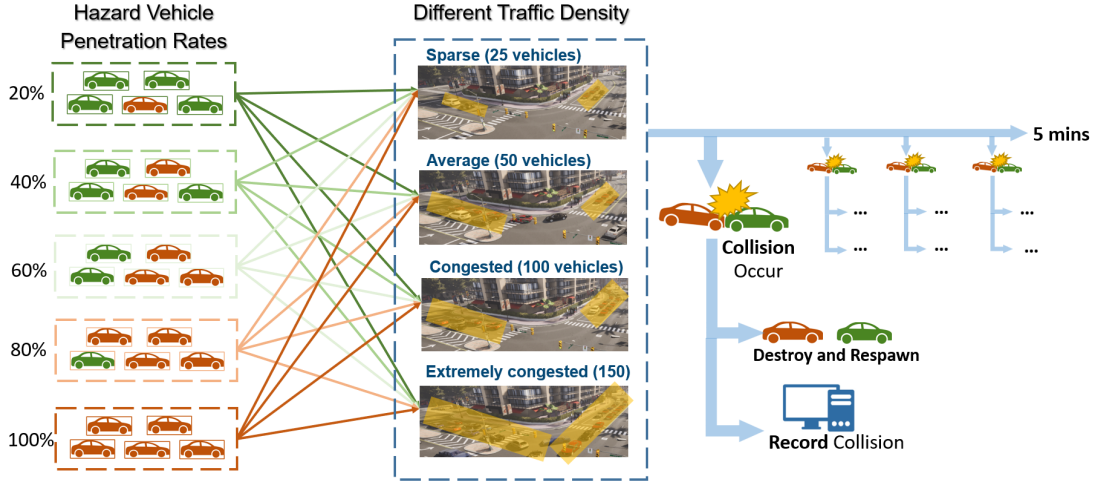 Hazard Vehicle
Penetration Rates
20%
40%
60%
80%
100%
Different Traffic Density
Sparse (25 vehicles)
Average (50 vehicles)
Congested (100 vehicles)
Extremely congested (150)
5 mins
Collision
Occur
...
...
...
...
...
...
Destroy and Respawn
Record Collision